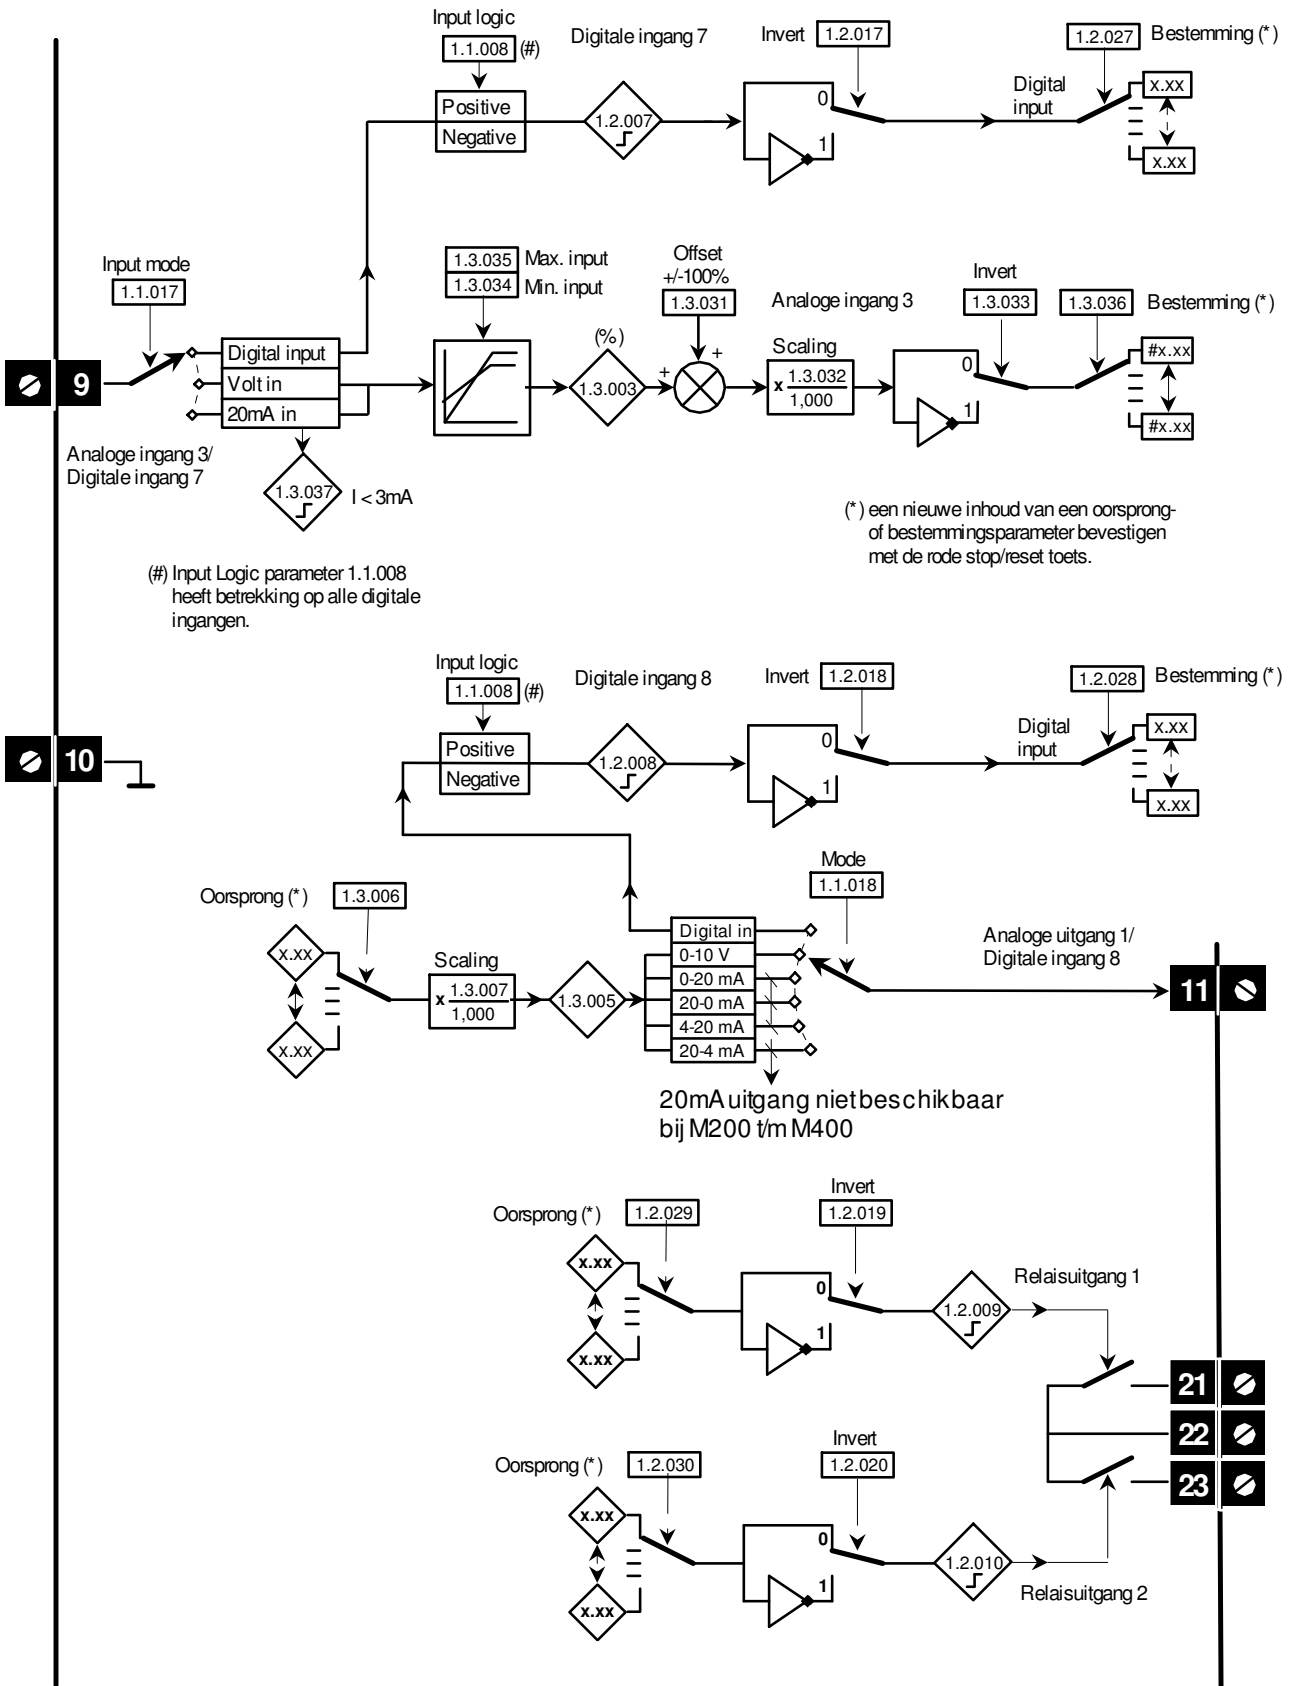 Input logic
1.1.008 (#)
Digitale ingang 7
Invert 1.2.017
1.2.027 Bestemming (*)
Positive
Negative
1.2.007
0
1
Digital
input
x.xx
x.xx
Input mode
1.1.017
1.3.035 Max. input
1.3.034 Min. input
Offset
+/-100%
1.3.031
Analoge ingang 3
Invert
1.3.033
1.3.036 Bestemming (*)
9
Digital input
Volt in
20mA in
(%)
1.3.003
+
+
Scaling
x 1.3.032
1,000
0
1
#x.xx
#x.xx
Analoge ingang 3/
Digitale ingang 7
1.3.037
I < 3mA
(*) een nieuwe inhoud van een oorsprong-
of bestemmingsparameter bevestigen
met de rode stop/reset toets.
(#) Input Logic parameter 1.1.008
heeft betrekking op alle digitale
ingangen.
Input logic
1.1.008 (#)
Digitale ingang 8
Invert 1.2.018
1.2.028 Bestemming (*)
10
Positive
Negative
1.2.008
0
1
Digital
input
x.xx
x.xx
Mode
1.1.018
Oorsprong (*) 1.3.006
x.xx
x.xx
Scaling
x 1.3.007
1,000
1.3.005
Digital in
0-10 V
0-20 mA
20-0 mA
4-20 mA
20-4 mA
Analoge uitgang 1/
Digitale ingang 8
11
20mA uitgang niet beschikbaar
bij M200 t/m M400
Oorsprong (*) 1.2.029
Invert
1.2.019
x.xx
x.xx
0
1
1.2.009
Relaisuitgang 1
21
22
23
Oorsprong (*) 1.2.030
Invert
1.2.020
x.xx
x.xx
0
1
1.2.010
Relaisuitgang 2